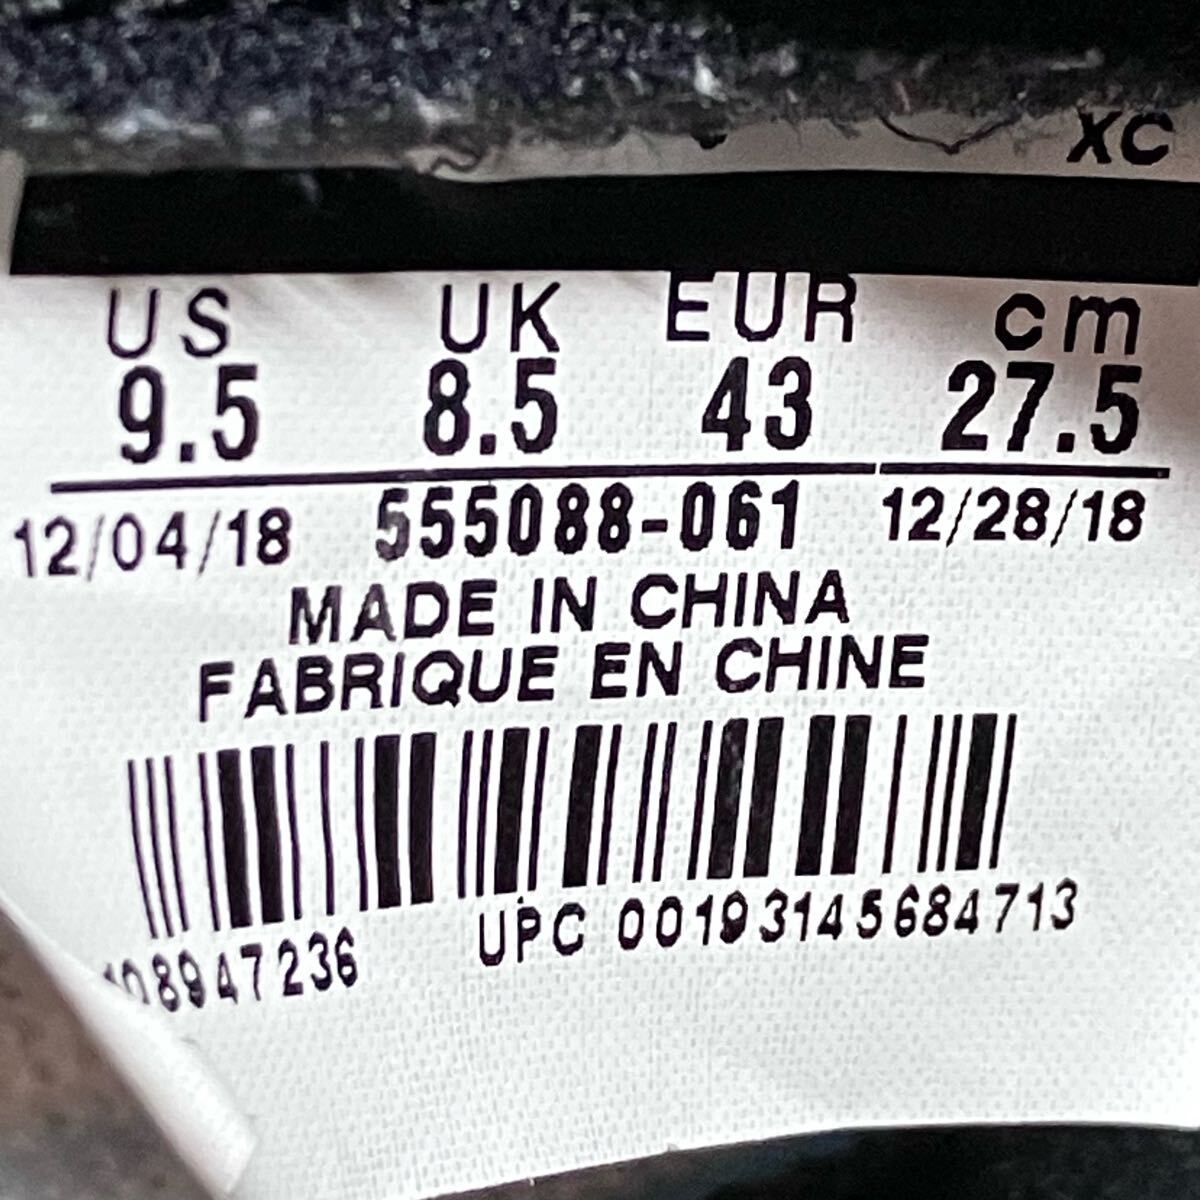 XC
US UK EUR cm
9.5 8.5 43 27.5
12/04/18 555088-061 12/28/18
MADE IN CHINA
FABRIQUE EN CHINE
UPC 00193145684713